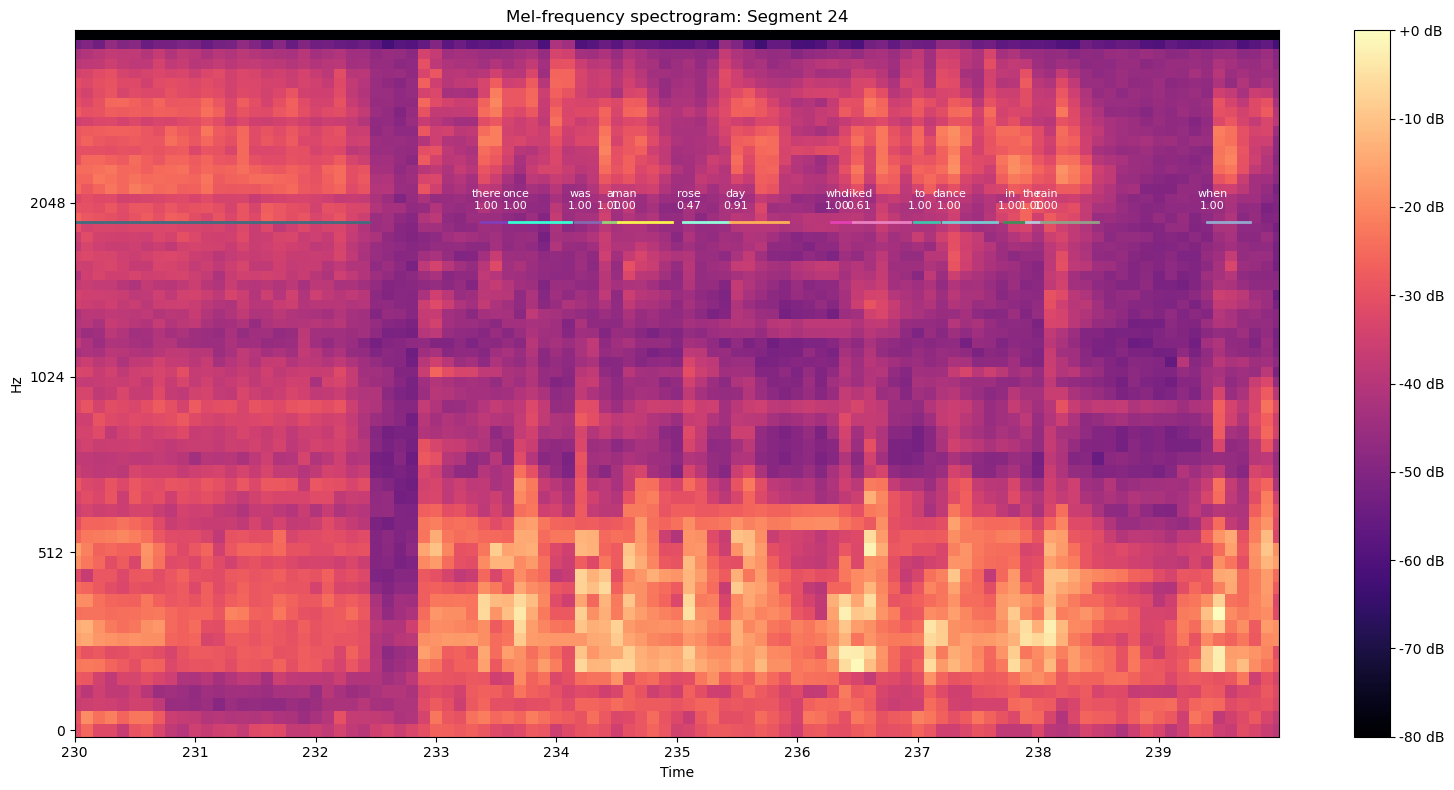 Mel-frequency spectrogram: Segment 24
+0 dB
-10 dB
-20 dB
-30 dB
-40 dB
-50 dB
-60 dB
-70 dB
-80 dB
Hz
2048
1024
512
0
there once was a man rose day who liked to dance in the rain when
1.00 1.00 1.00 1.00 1.00 0.47 0.91 1.00 0.61 1.00 1.00 1.00 1.00 1.00 1.00
230 231 232 233 234 235 236 237 238 239
Time